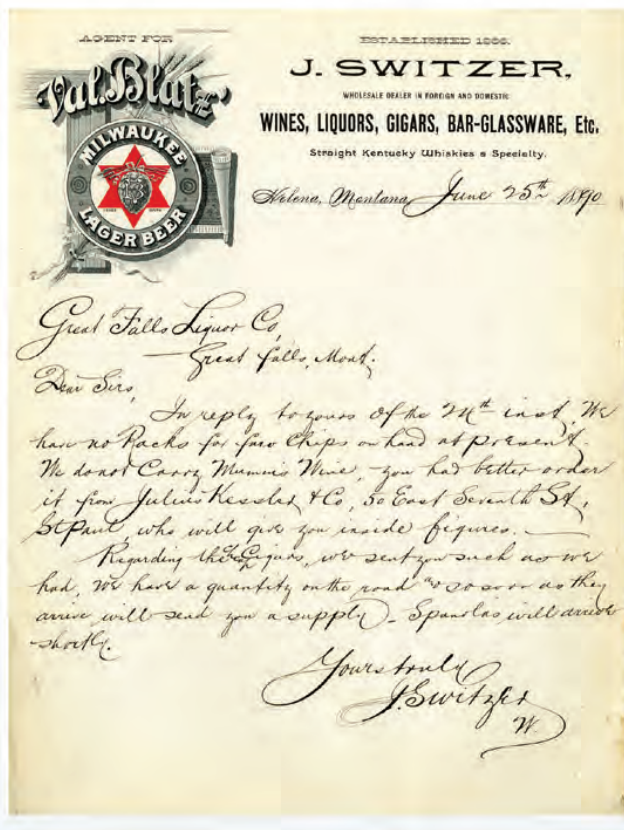 AGENT FOR
Val. Blatz'
MILWAUKEE
LAGER BEER
ESTABLISHED 1866.
J. SWITZER,
WHOLESALE DEALER IN FOREIGN AND DOMESTIC
WINES, LIQUORS, CIGARS, BAR-GLASSWARE, Etc.
Straight Kentucky Whiskies a Specialty.
Helena, Montana, June 25th 1890
Great Falls Liquor Co,
Great Falls, Mont.
Dear Sirs,
In reply to yours of the 24th inst, We
have no Racks for faro Chips on hand at present.
We do not Carry Mumm's Wine, you had better order
it from Julius Kessler & Co, 50 East Seventh St,
St Paul, who will give you inside figures.
Regarding the Cigars, we sent you such as we
had, We have a quantity on the road & so soon as they
arrive will send you a supply - will arrive
shortly.
Yours truly
J. Switzer
W.